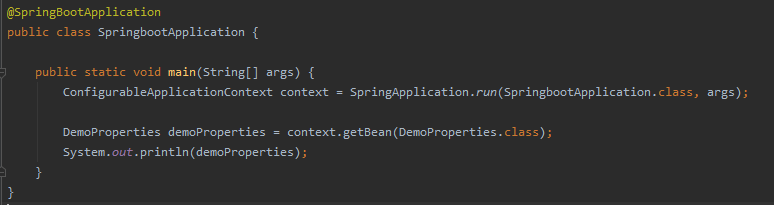 @SpringBootApplication
public class SpringbootApplication {
public static void main(String[] args) {
ConfigurableApplicationContext context = SpringApplication.run(SpringbootApplication.class, args);
DemoProperties demoProperties = context.getBean(DemoProperties.class);
System.out.println(demoProperties);
}
}